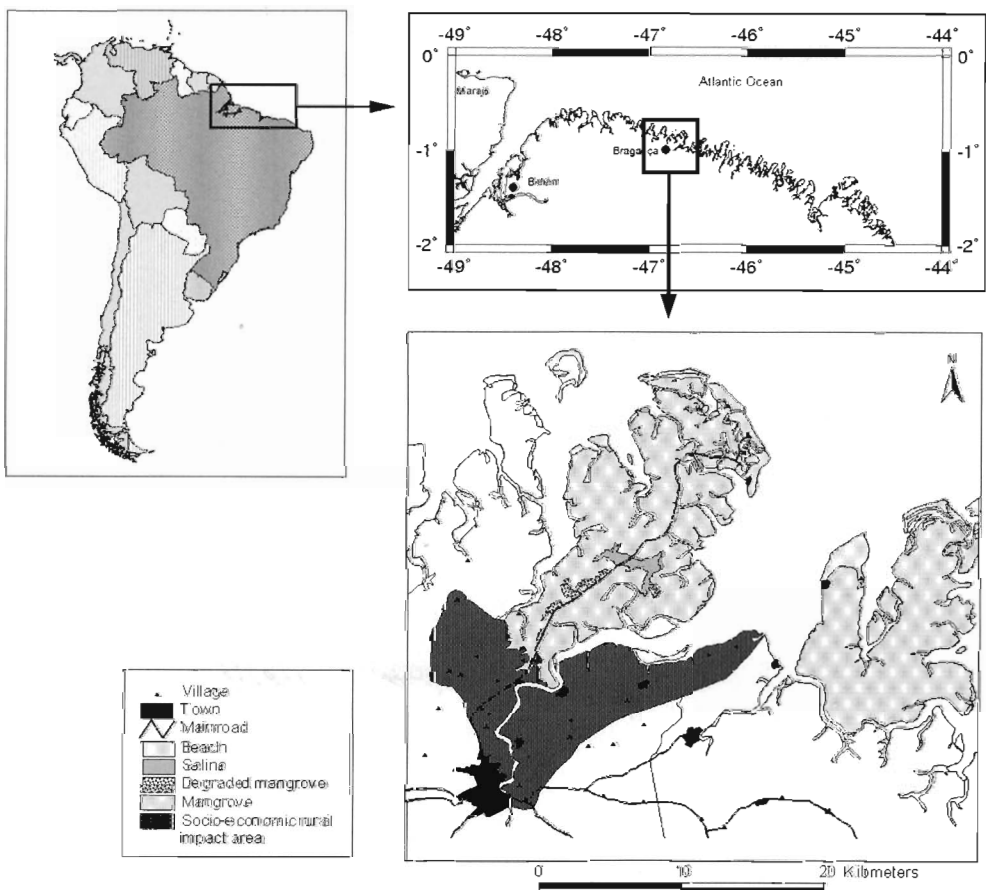 -49° -48° -47° -46° -45° -44°
0° 0°
Atlantic Ocean
Marajó
Bragança
-1° -1°
Belém
-2° -2°
-49° -48° -47° -46° -45° -44°
N
Village
Town
Mainroad
Beach
Salina
Degraded mangrove
Mangrove
Socio-economic rural
impact area
0 10 20 Kilometers